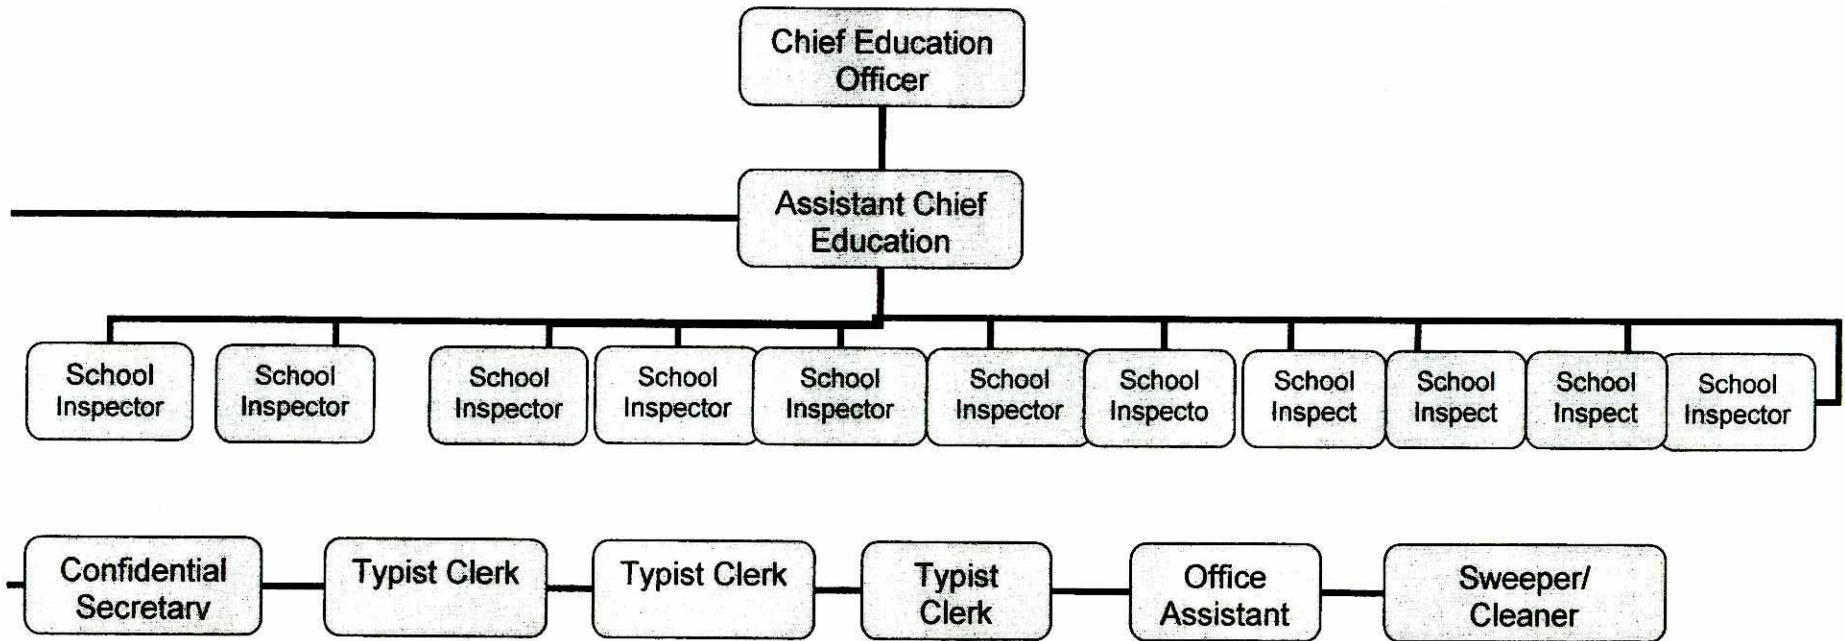 Chief Education
Officer
Assistant Chief
Education
School
Inspector
School
Inspector
School
Inspector
School
Inspector
School
Inspector
School
Inspector
School
Inspecto
School
Inspect
School
Inspect
School
Inspect
School
Inspector
Confidential
Secretary
Typist Clerk
Typist Clerk
Typist
Clerk
Office
Assistant
Sweeper/
Cleaner